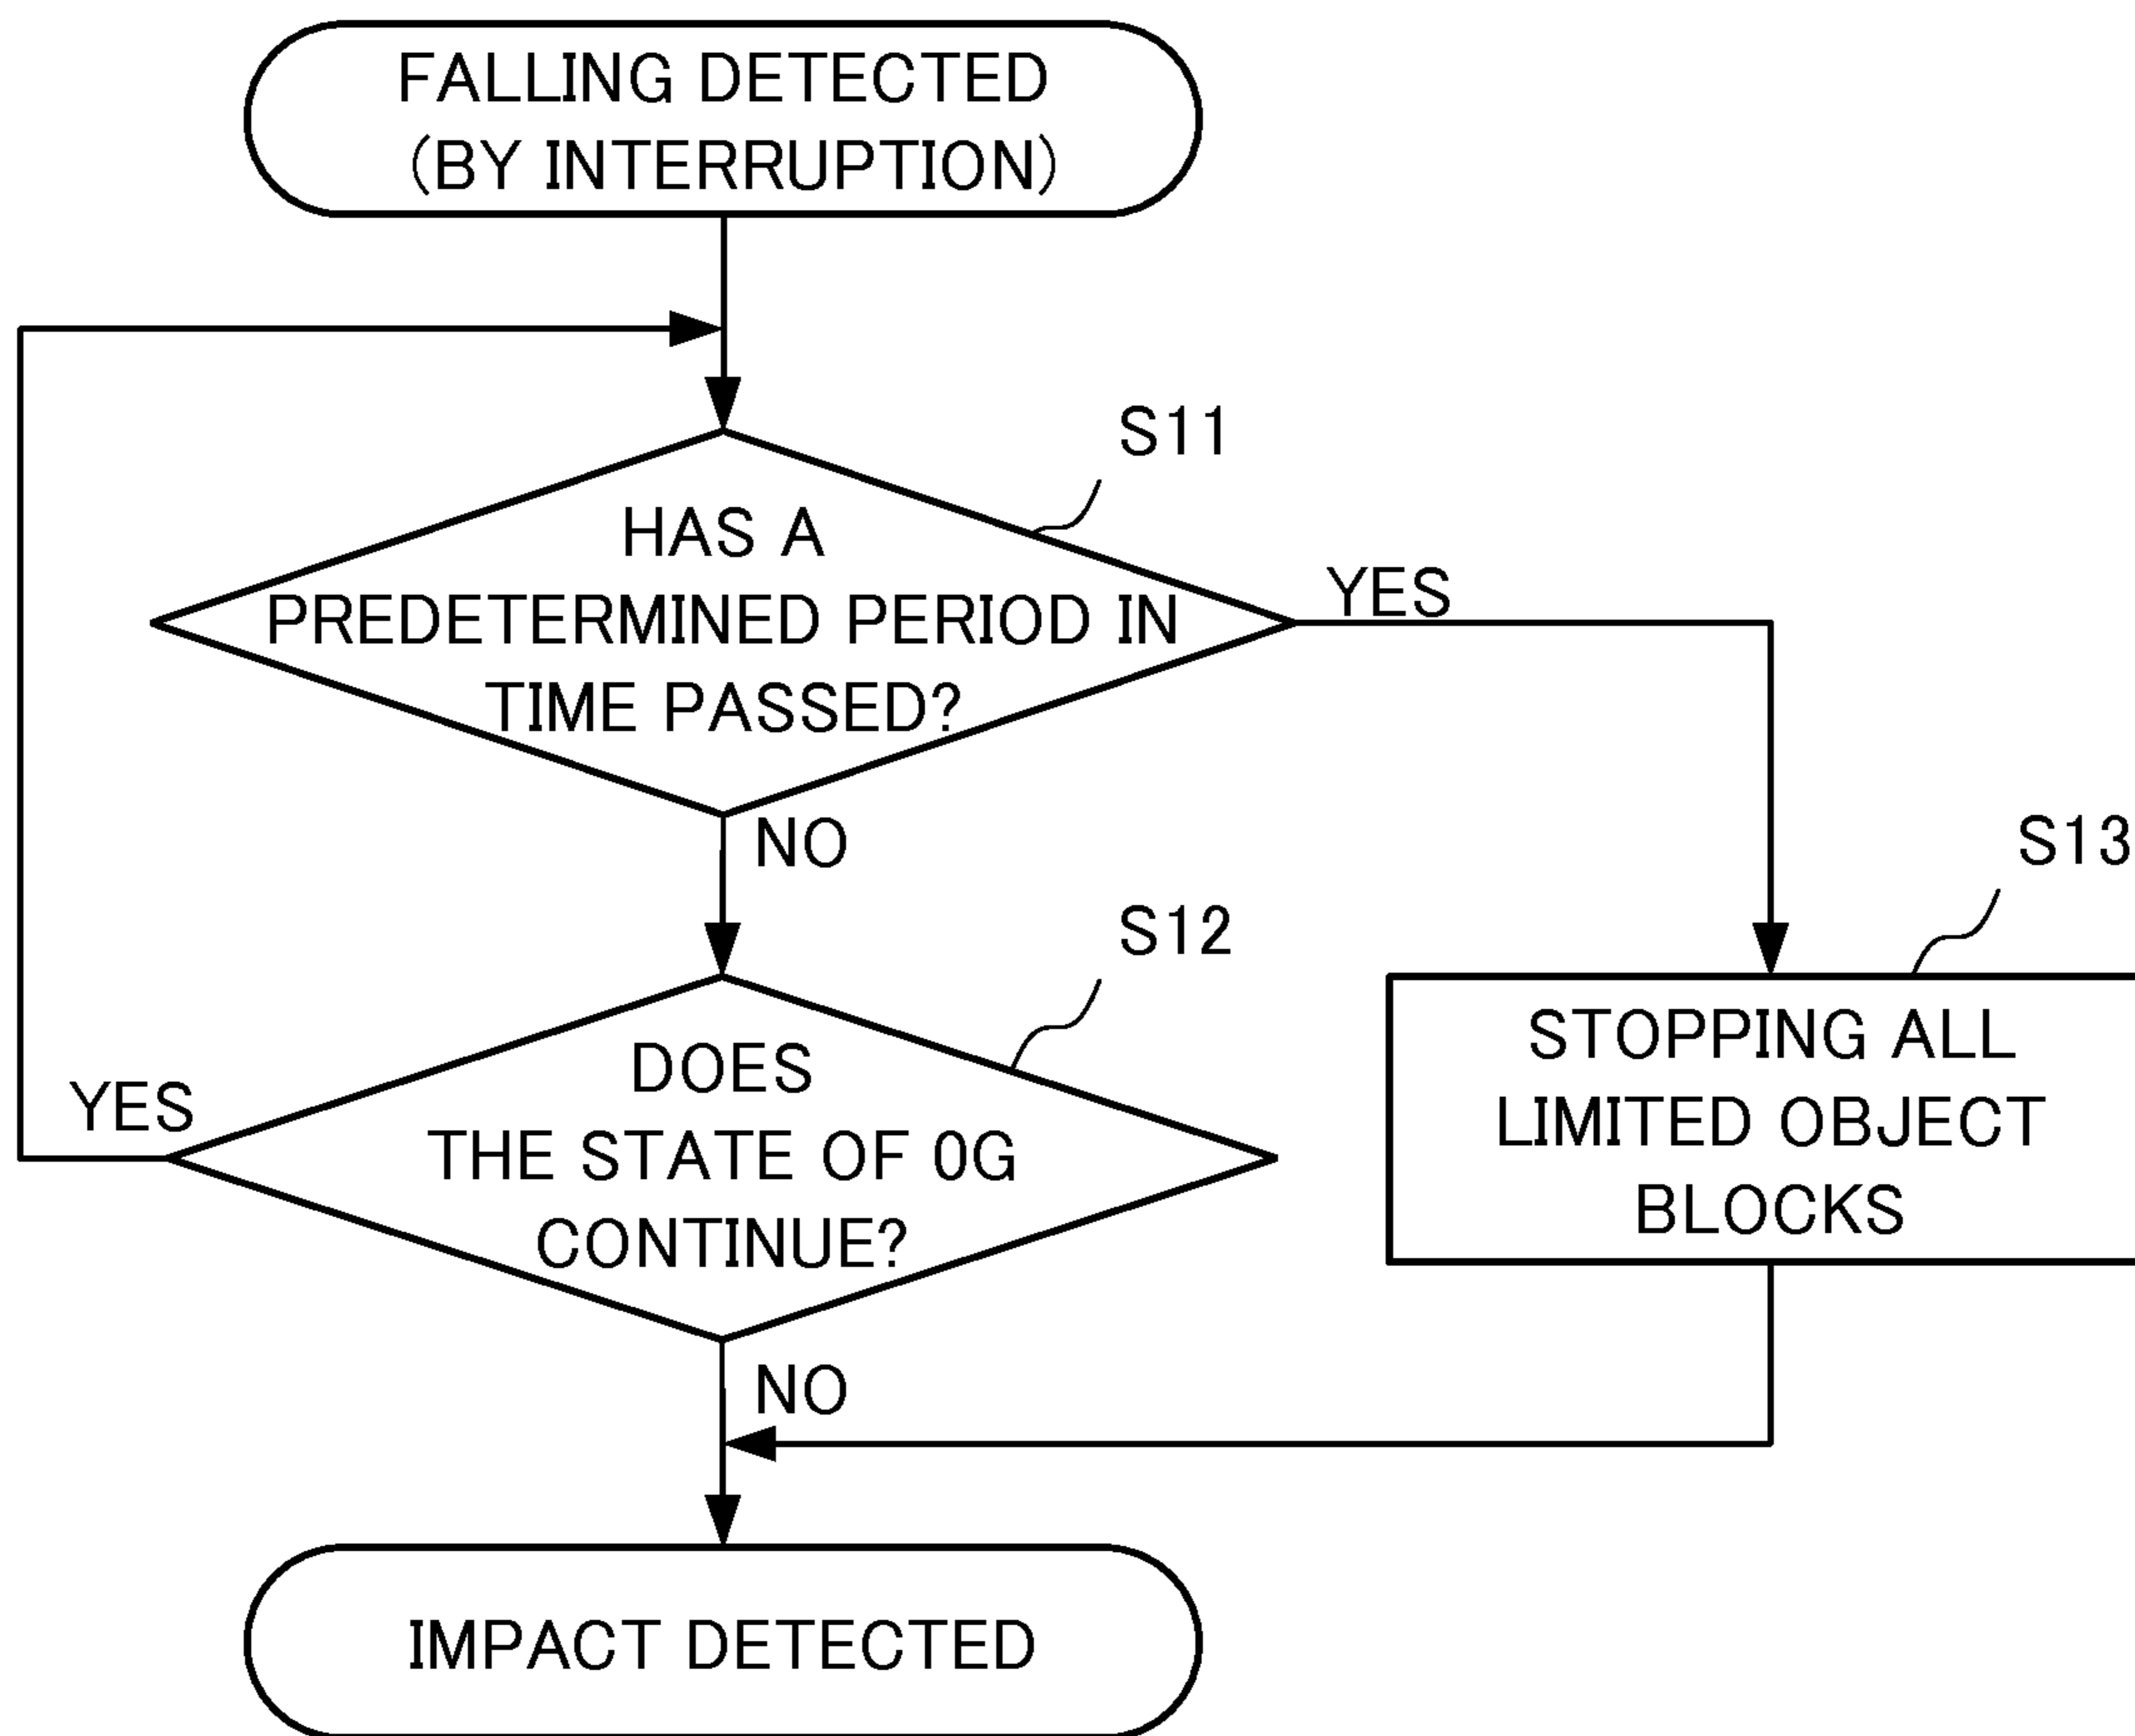 FALLING DETECTED
(BY INTERRUPTION)
S11
HAS A
PREDETERMINED PERIOD IN
TIME PASSED?
YES
NO
S12
DOES
THE STATE OF 0G
CONTINUE?
YES
NO
S13
STOPPING ALL
LIMITED OBJECT
BLOCKS
IMPACT DETECTED